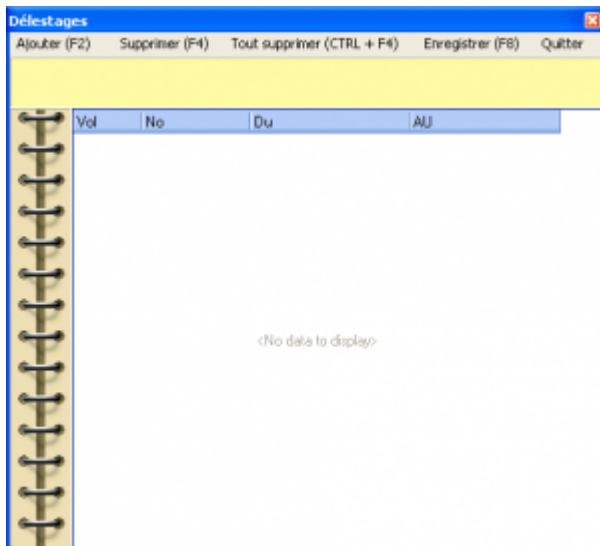 Délestages
Ajouter (F2) Supprimer (F4) Tout supprimer (CTRL + F4) Enregistrer (F8) Quitter
Vol No Du AU
<No data to display>